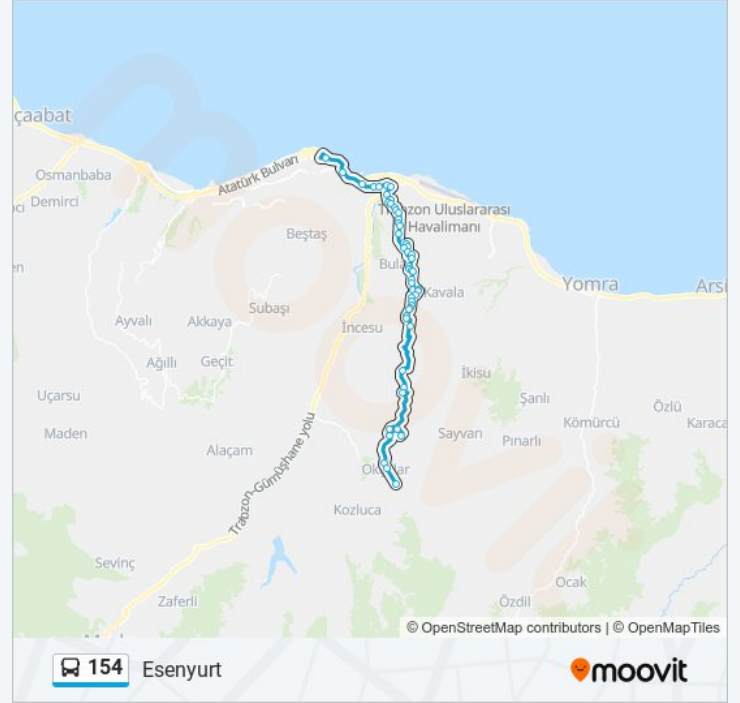 çaabat
Osmanbaba
Demirci
Atatürk Bulvarı
Trabzon Uluslararası
Havalimanı
Beştaş
Yomra
Arsi
Kavala
Subaşı
Ayvalı
Akkaya
İncesu
Ağıllı
Geçit
İkisu
Uçarsu
Şanlı
Özlü
Kömürcü
Karaca
Maden
Alaçam
Sayvan
Pınarlı
Trabzon-Gümüşhane yolu
Kozluca
Sevinç
Zaferli
Ocak
Özdil
© OpenStreetMap contributors | © OpenMapTiles
154 Esenyurt
moovit